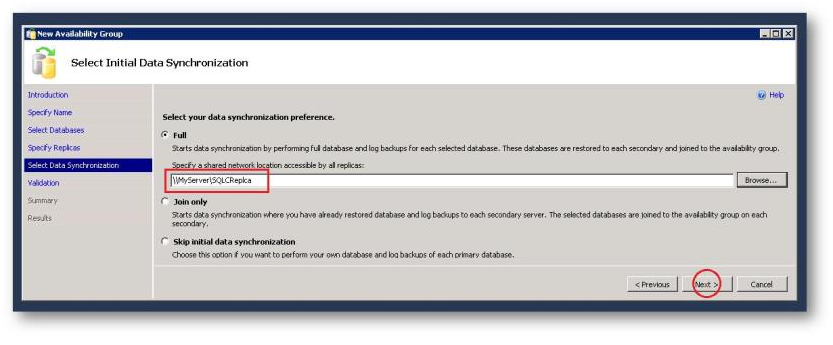 New Availability Group
Select Initial Data Synchronization
Introduction
Specify Name
Select Databases
Specify Replicas
Select Data Synchronization
Validation
Summary
Results
Help
Select your data synchronization preference.
Full
Starts data synchronization by performing full database and log backups for each selected database. These databases are restored to each secondary and joined to the availability group.
Specify a shared network location accessible by all replicas:
\\MyServer\SQLCReplca
Browse...
Join only
Starts data synchronization where you have already restored database and log backups to each secondary server. The selected databases are joined to the availability group on each
secondary.
Skip initial data synchronization
Choose this option if you want to perform your own database and log backups of each primary database.
< Previous
Next >
Cancel